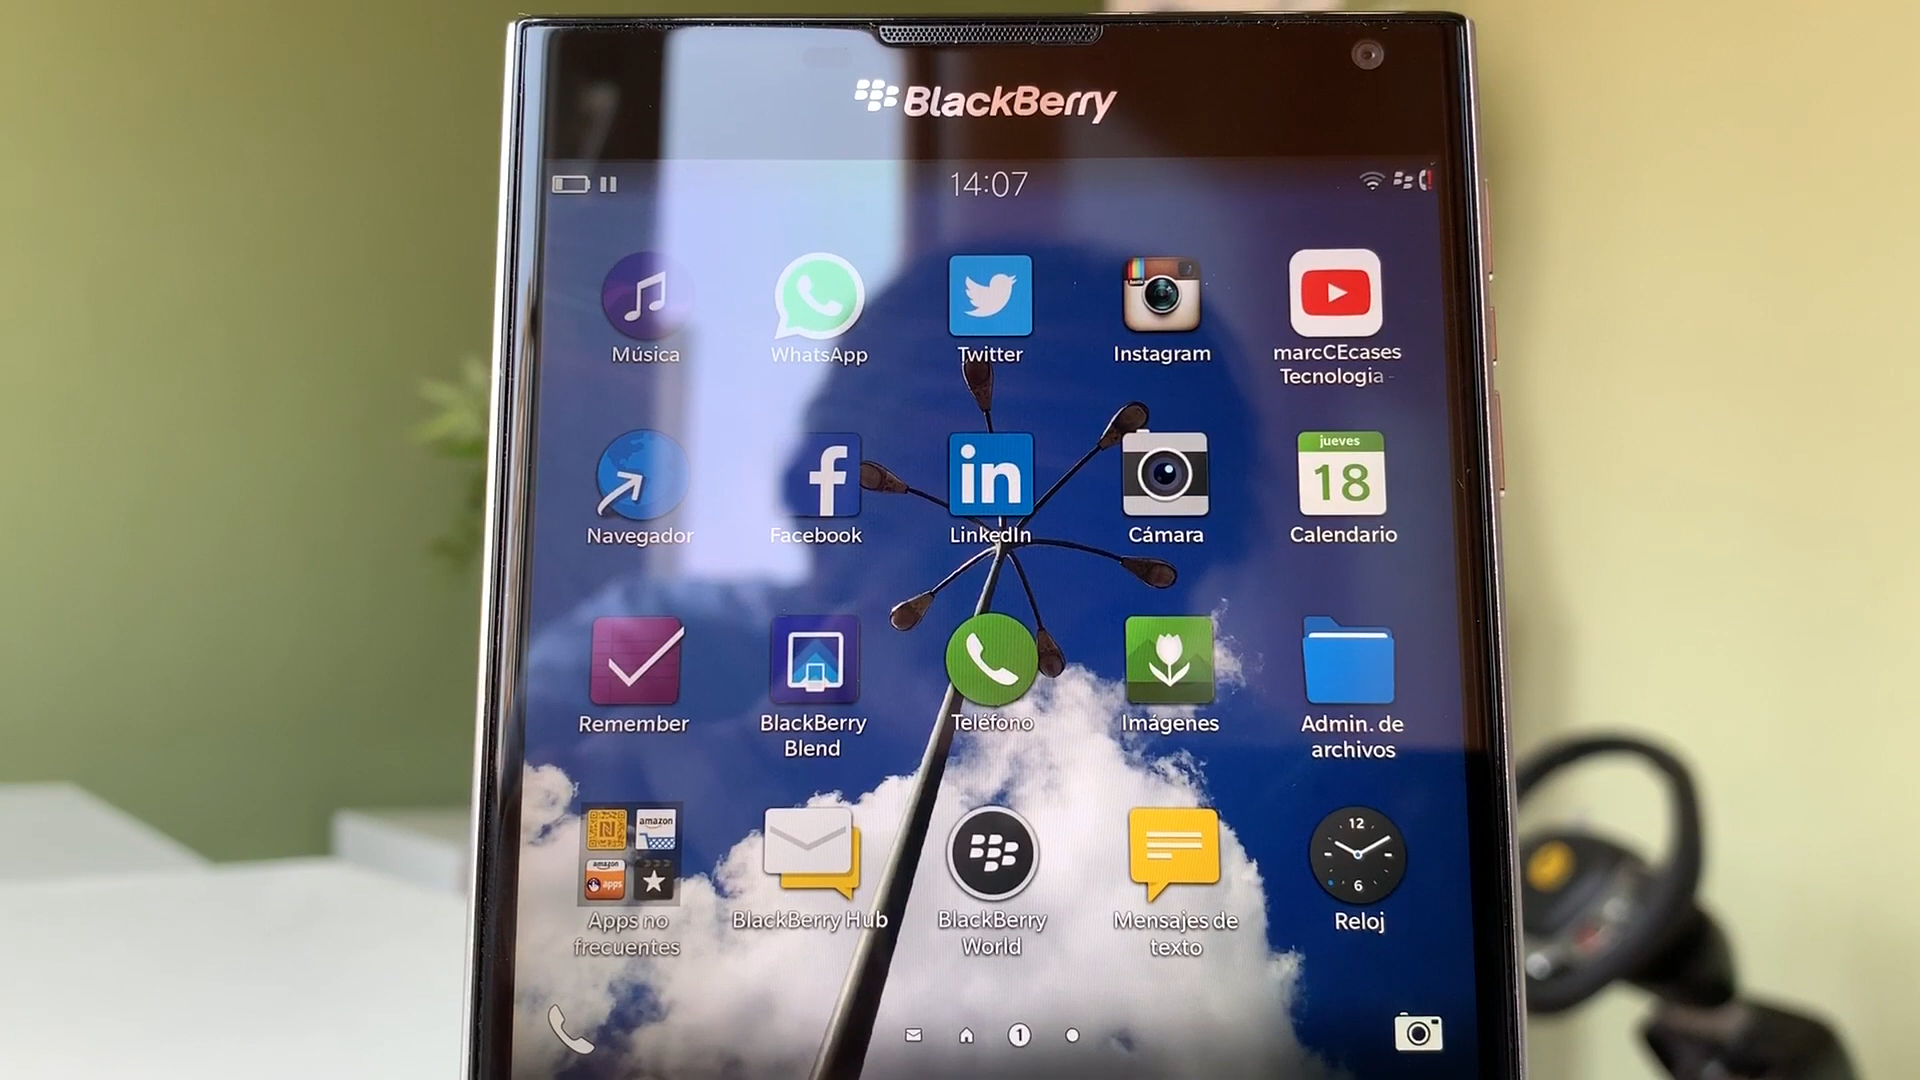 BlackBerry
14:07
Música
WhatsApp
Twitter
Instagram
marcCEcases
Tecnologia -
Navegador
Facebook
LinkedIn
in
Cámara
jueves
18
Calendario
Remember
BlackBerry
Blend
Teléfono
Imágenes
Admin. de
archivos
N
amazon
amazon
apps
Apps no
frecuentes
BlackBerry Hub
BlackBerry
World
Mensajes de
texto
12
6
Reloj
1